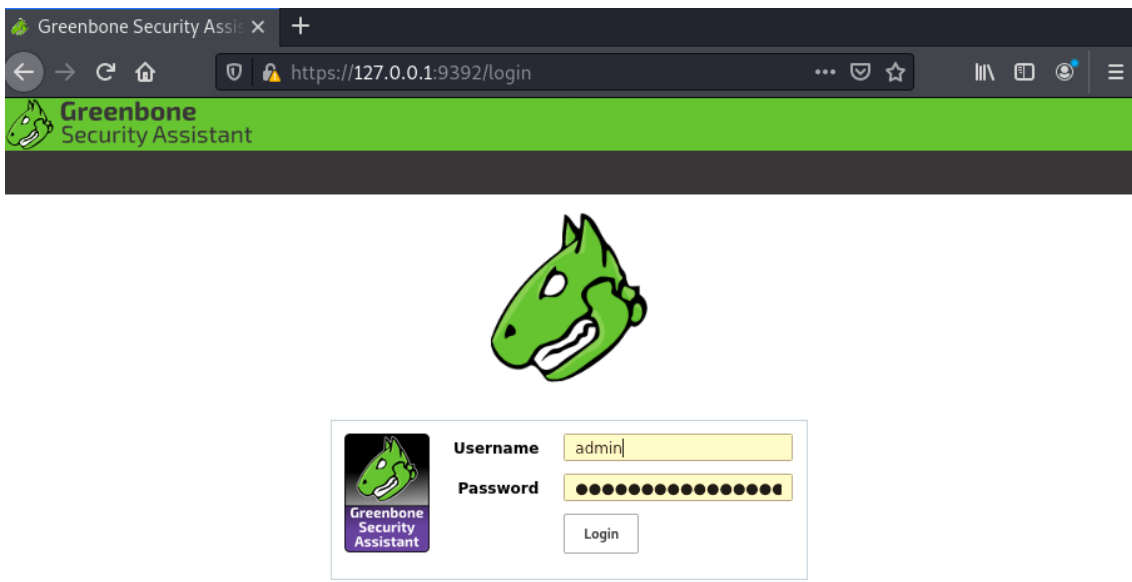 Greenbone Security Assis
https://127.0.0.1:9392/login
Greenbone
Security Assistant
Username
admin
Password
Greenbone
Security
Assistant
Login